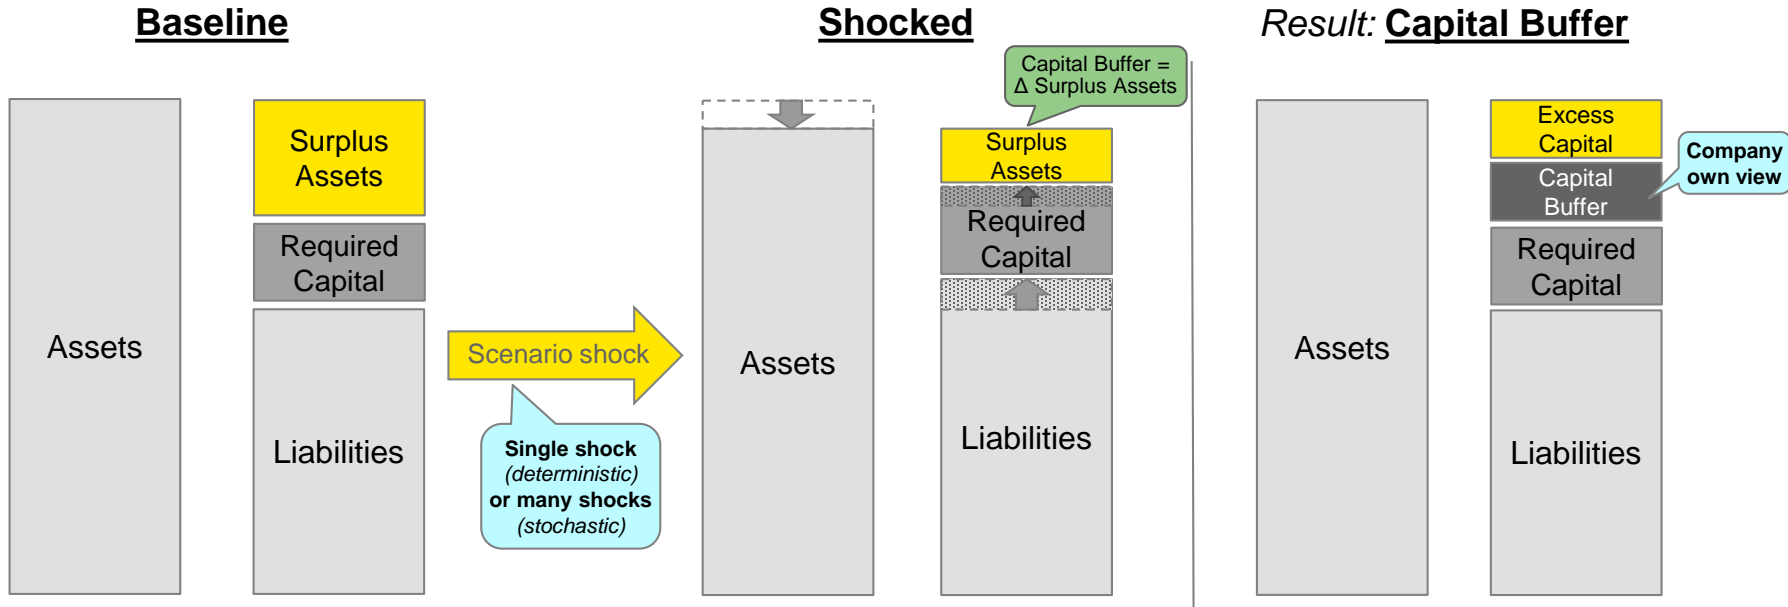 Baseline
Assets
Surplus
Assets
Required
Capital
Liabilities
Scenario shock
Single shock
(deterministic)
or many shocks
(stochastic)
Shocked
Capital Buffer =
Δ Surplus Assets
Assets
Surplus
Assets
Required
Capital
Liabilities
Result: Capital Buffer
Assets
Excess
Capital
Capital
Buffer
Company
own view
Required
Capital
Liabilities